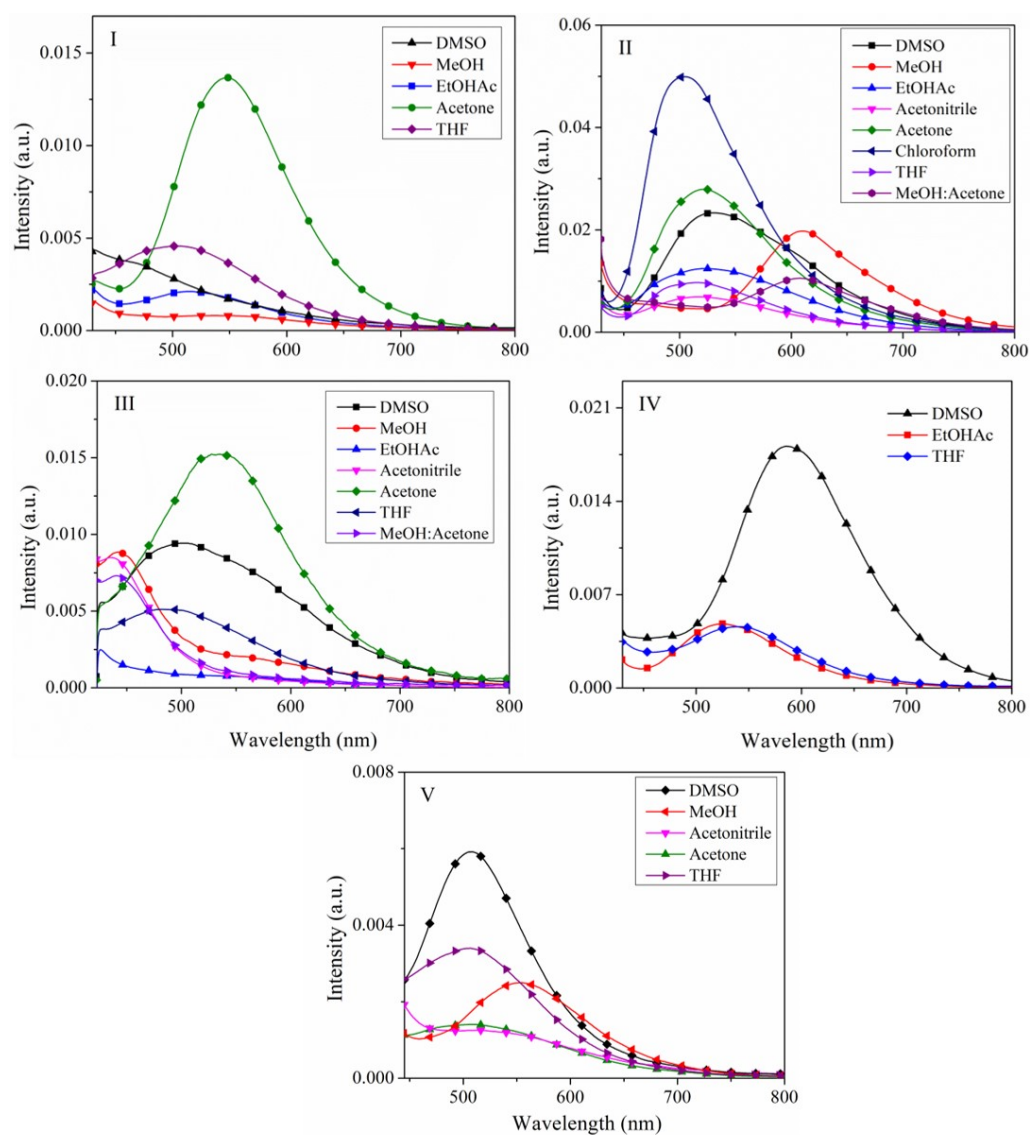 I
DMSO
MeOH
EtOHAc
Acetone
THF
0.015
0.010
0.005
0.000
Intensity (a.u.)
500 600 700 800
II
DMSO
MeOH
EtOHAc
Acetonitrile
Acetone
Chloroform
THF
MeOH:Acetone
0.06
0.04
0.02
0.00
Intensity (a.u.)
500 600 700 800
III
DMSO
MeOH
EtOHAc
Acetonitrile
Acetone
THF
MeOH:Acetone
0.020
0.015
0.010
0.005
0.000
Intensity (a.u.)
500 600 700 800
Wavelength (nm)
IV
DMSO
EtOHAc
THF
0.021
0.014
0.007
0.000
Intensity (a.u.)
500 600 700 800
Wavelength (nm)
V
DMSO
MeOH
Acetonitrile
Acetone
THF
0.008
0.004
0.000
Intensity (a.u.)
500 600 700 800
Wavelength (nm)